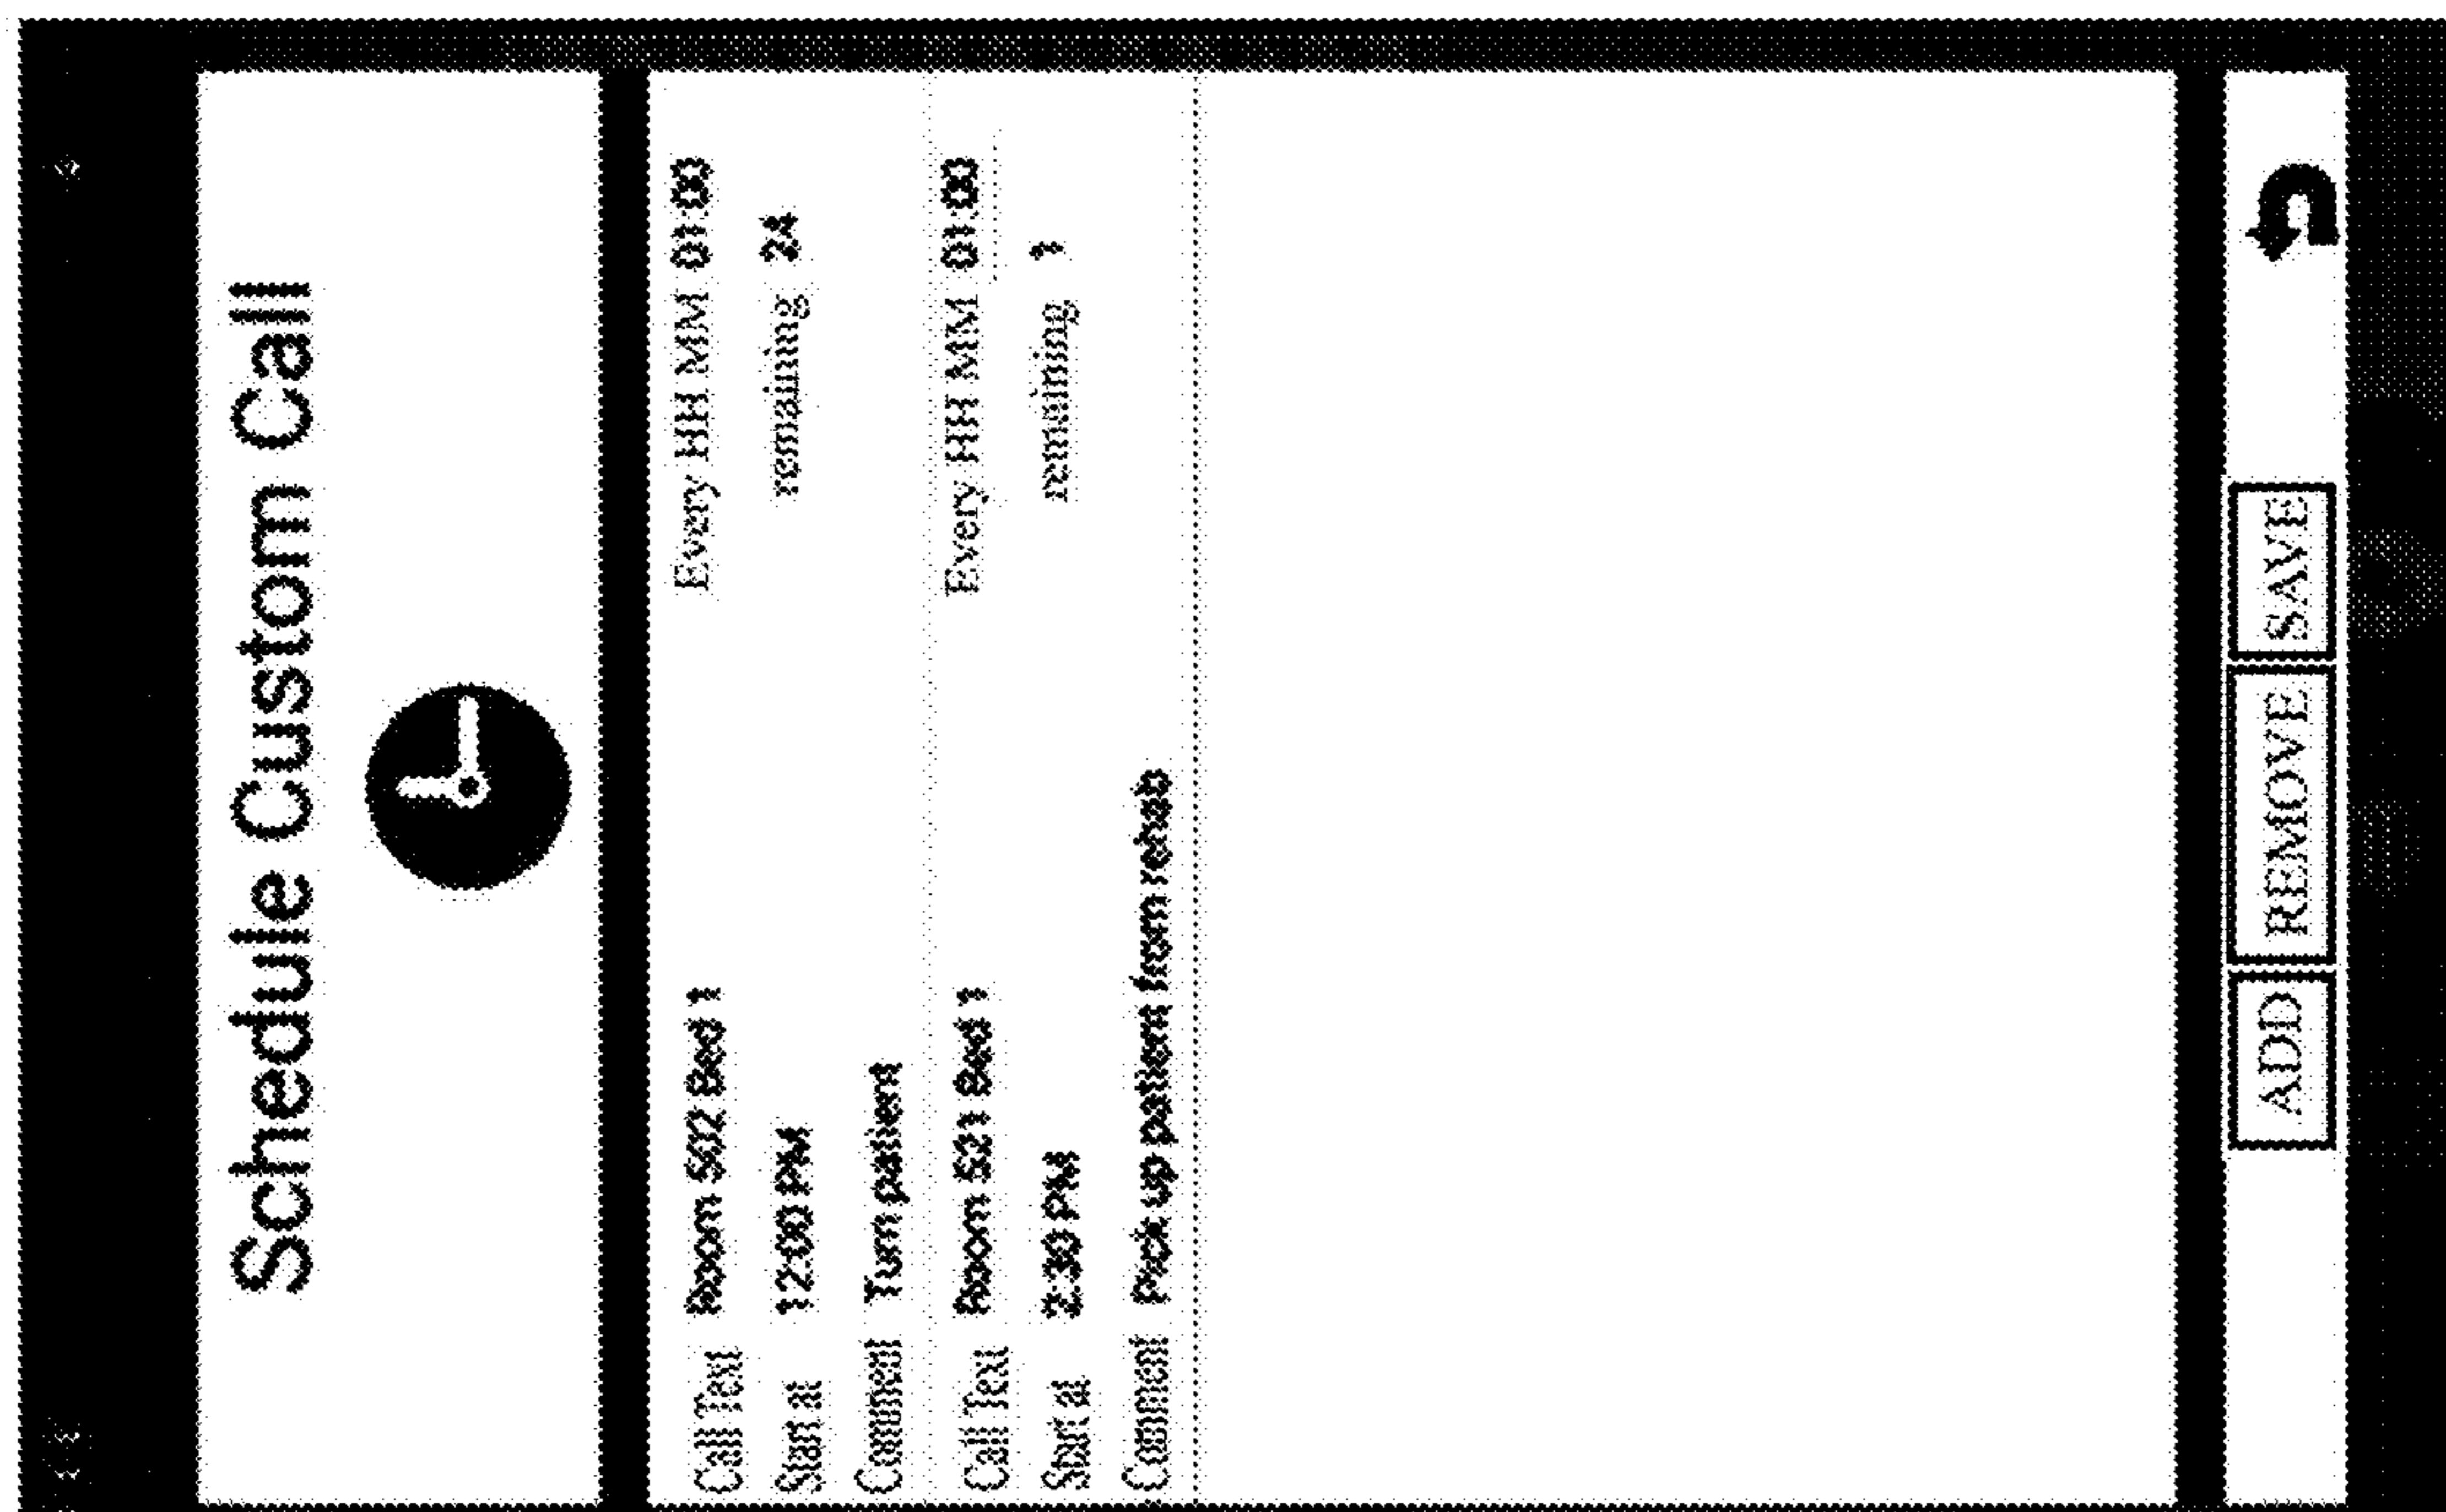 Schedule Custom Call
Call Text Room 502 Bed 1 Every HH MM 01:00
Start at 12:00 PM remaining 24
Comment Turn patient
Call Text Room 531 Bed 1 Every HH MM 01:00
Start at 2:30 PM remaining 1
Comment Pick up patient from rehab
ADD REMOVE SAVE